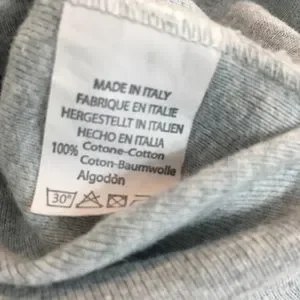 MADE IN ITALY
FABRIQUE EN ITALIE
HERGESTELLT IN ITALIEN
HECHO EN ITALIA
100% Cotone-Cotton
Coton-Baumwolle
Algodòn
30°